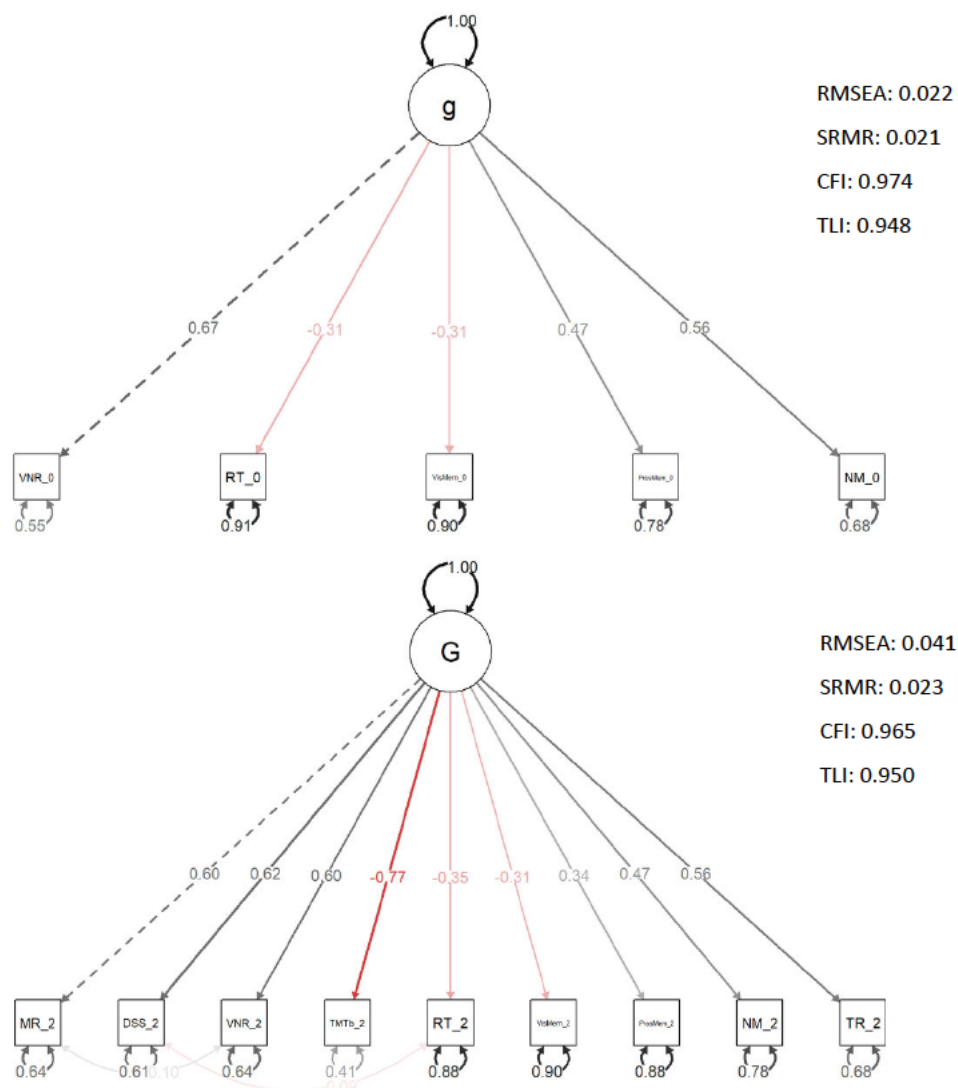 1.00
g
RMSEA: 0.022
SRMR: 0.021
CFI: 0.974
TLI: 0.948
0.67 -0.31 -0.31 0.47 0.56
VNR_0 RT_0 VisMem_0 ProsMem_0 NM_0
0.55 0.91 0.90 0.78 0.68
1.00
G
RMSEA: 0.041
SRMR: 0.023
CFI: 0.965
TLI: 0.950
0.60 0.62 0.60 -0.77 -0.35 -0.31 0.34 0.47 0.56
MR_2 DSS_2 VNR_2 TMTb_2 RT_2 VisMem_2 ProsMem_2 NM_2 TR_2
0.64 0.61 0.10 0.64 0.41 0.88 0.90 0.88 0.78 0.68